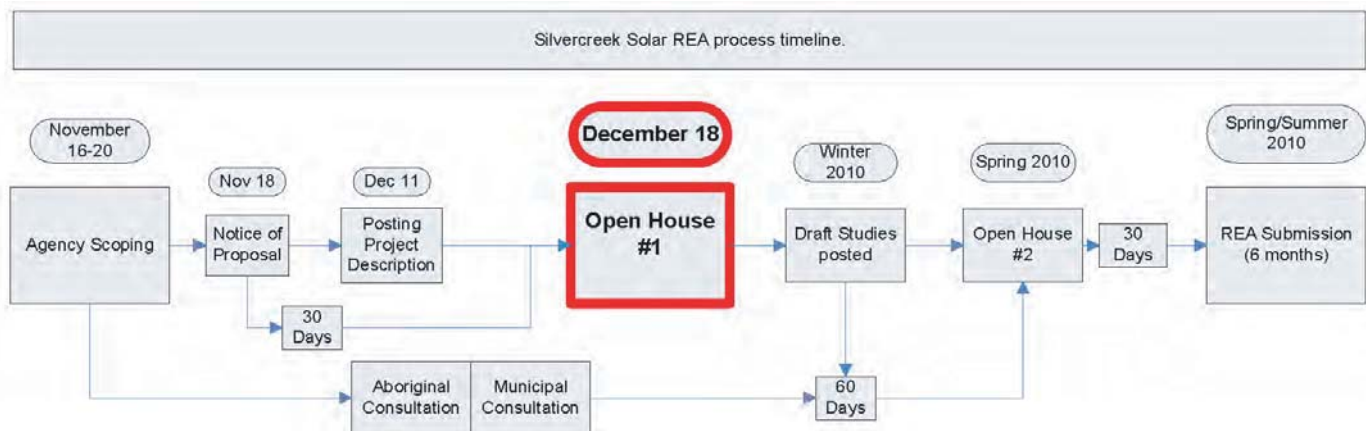 Silvercreek Solar REA process timeline.
November
16-20
Agency Scoping
Nov 18
Notice of
Proposal
Dec 11
Posting
Project
Description
30
Days
Aboriginal
Consultation
Municipal
Consultation
December 18
Open House
#1
Winter
2010
Draft Studies
posted
60
Days
Spring 2010
Open House
#2
30
Days
Spring/Summer
2010
REA Submission
(6 months)